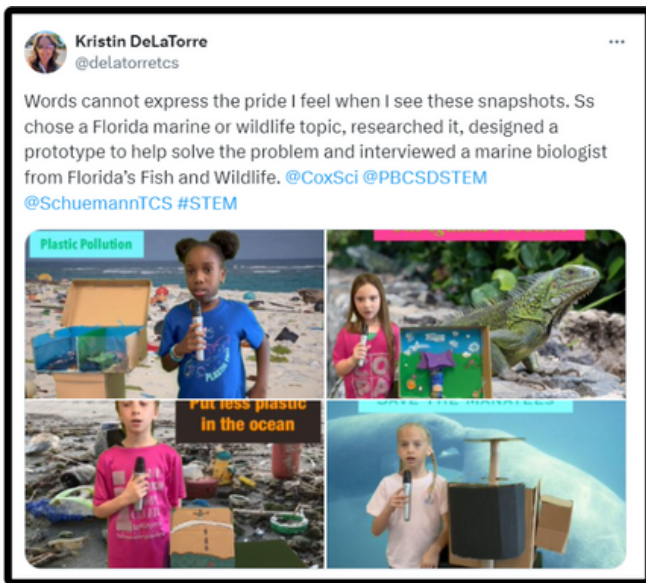 Kristin DeLaTorre
@delatorretcs
Words cannot express the pride I feel when I see these snapshots. Ss
chose a Florida marine or wildlife topic, researched it, designed a
prototype to help solve the problem and interviewed a marine biologist
from Florida's Fish and Wildlife. @CoxSci @PBCSDSTEM
@SchuemannTCS #STEM
Plastic Pollution
Put less plastic
in the ocean
SAVE THE MANATEES